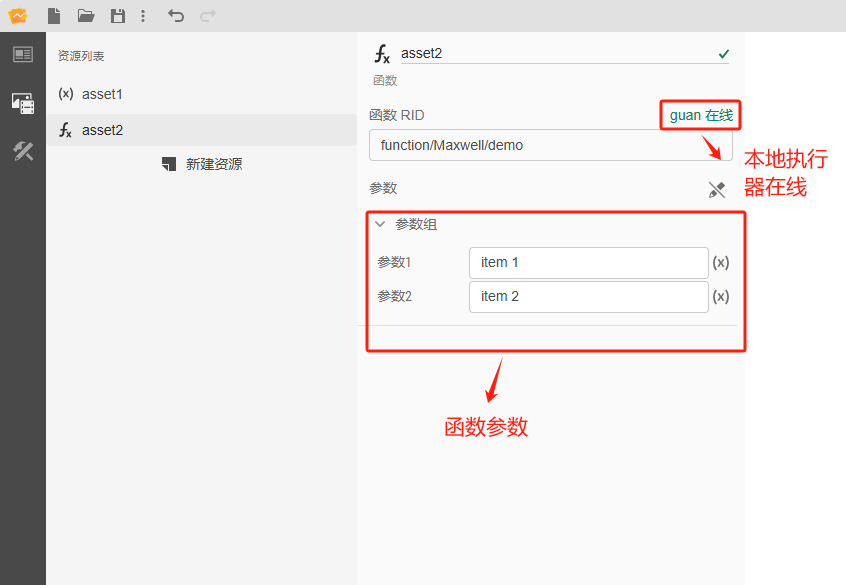 资源列表
(x) asset1
fx asset2
新建资源
fx asset2
函数
函数 RID
guan 在线
function/Maxwell/demo
本地执行
器在线
参数
参数组
参数1
item 1
(x)
参数2
item 2
(x)
函数参数